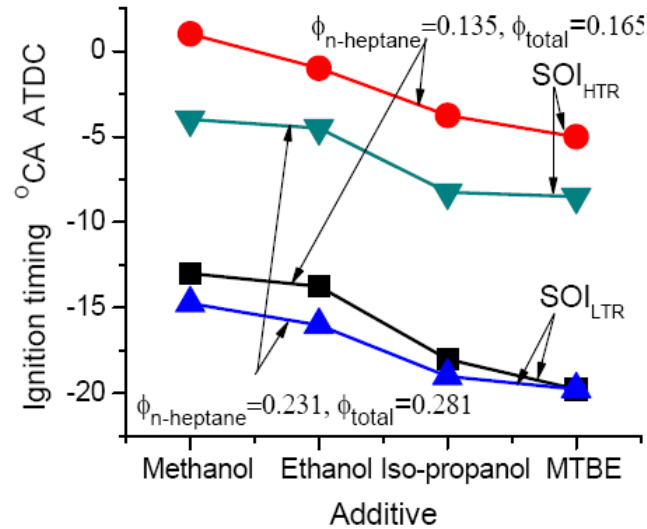 ϕn-heptane=0.135, ϕtotal=0.165
0
SOIHTR
-5
-10
-15
SOILTR
-20
ϕn-heptane=0.231, ϕtotal=0.281
Ignition timing °CA ATDC
Methanol Ethanol Iso-propanol MTBE
Additive